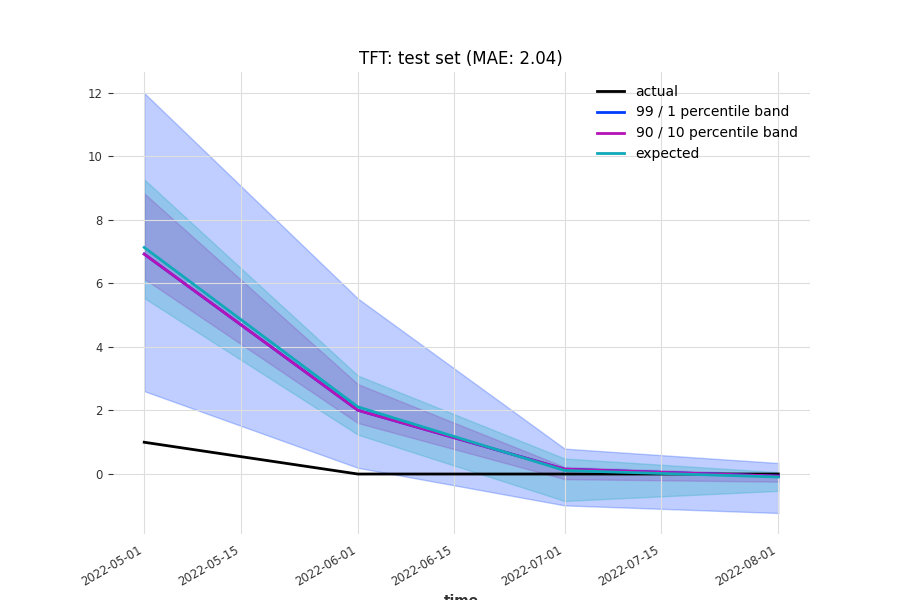 TFT: test set (MAE: 2.04)
actual
99 / 1 percentile band
90 / 10 percentile band
expected
12
10
8
6
4
2
0
2022-05-01
2022-05-15
2022-06-01
2022-06-15
2022-07-01
2022-07-15
2022-08-01
time